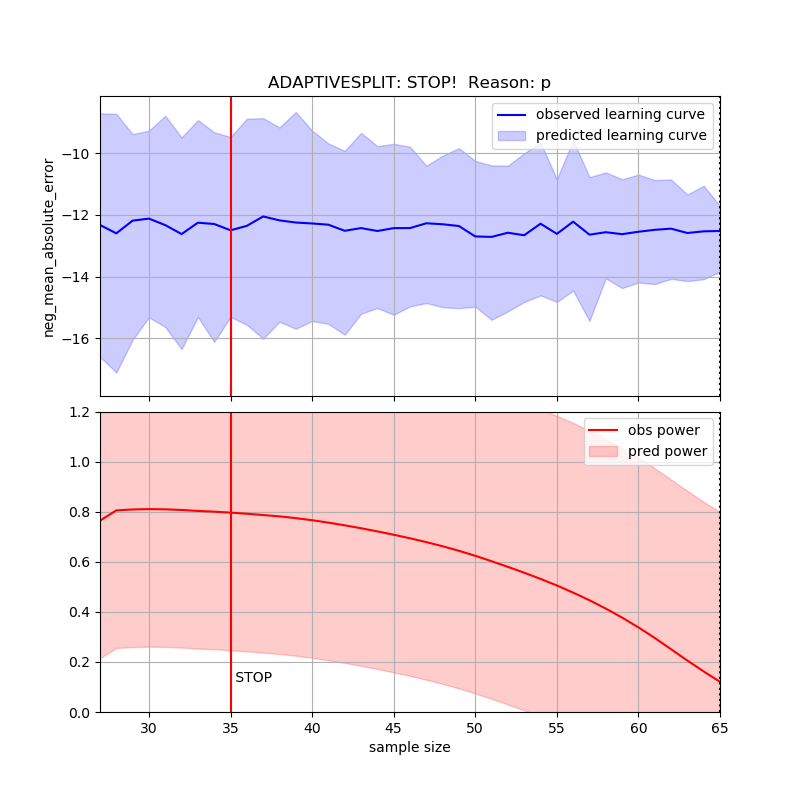 ADAPTIVESPLIT: STOP!  Reason: p
observed learning curve
predicted learning curve
neg_mean_absolute_error
−10
−12
−14
−16
obs power
pred power
1.2
1.0
0.8
0.6
0.4
0.2
0.0
STOP
30 35 40 45 50 55 60 65
sample size